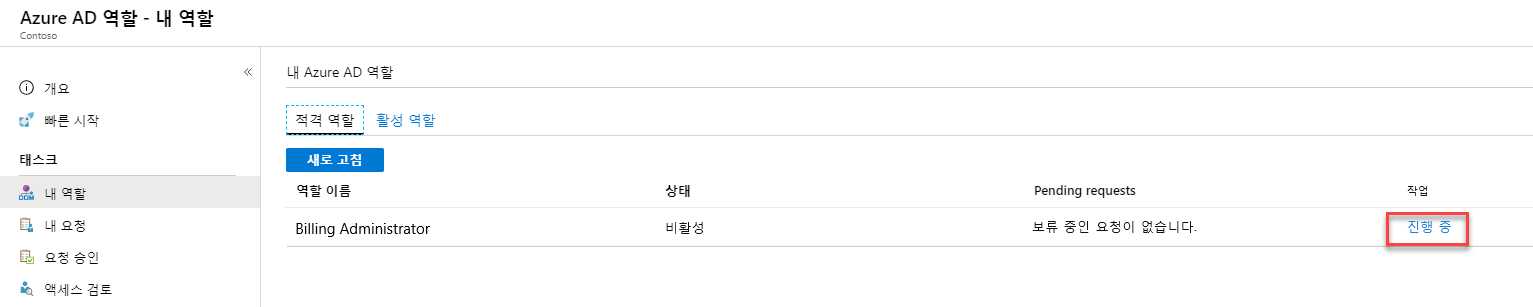 Azure AD 역할 - 내 역할
Contoso
개요
빠른 시작
태스크
내 역할
내 요청
요청 승인
액세스 검토
내 Azure AD 역할
적격 역할 활성 역할
새로 고침
역할 이름 상태 Pending requests 작업
Billing Administrator 비활성 보류 중인 요청이 없습니다. 진행 중